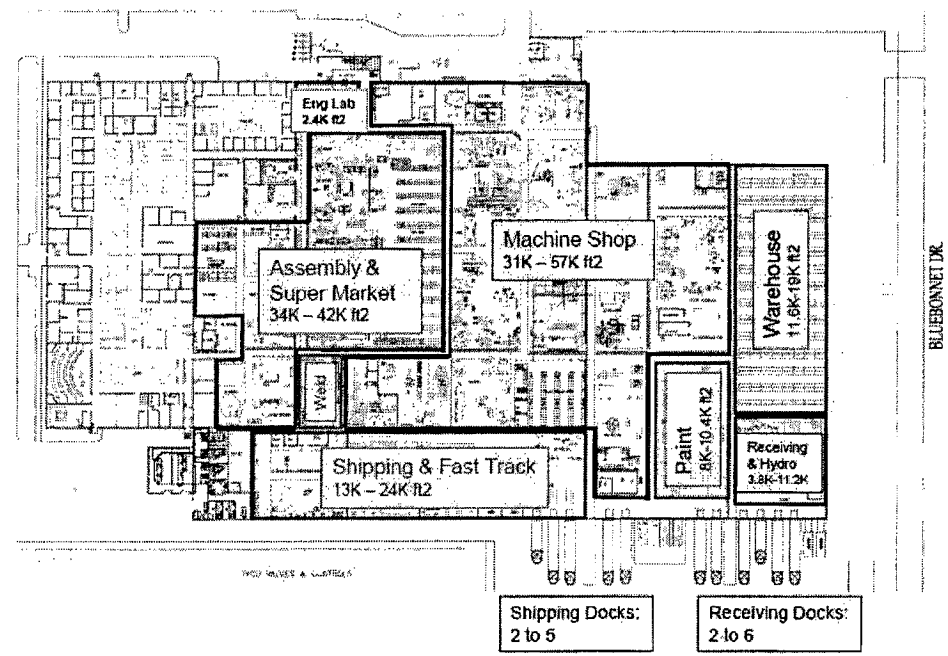 Eng Lab
2.4K ft2
Machine Shop
31K – 57K ft2
Assembly &
Super Market
34K – 42K ft2
Warehouse
11.6K-19K ft2
BLUEBONNET DR.
Weld
Paint
8K-10.4K ft2
Receiving
& Hydro
3.8K-11.2K
Shipping & Fast Track
13K – 24K ft2
Shipping Docks:
2 to 5
Receiving Docks:
2 to 6